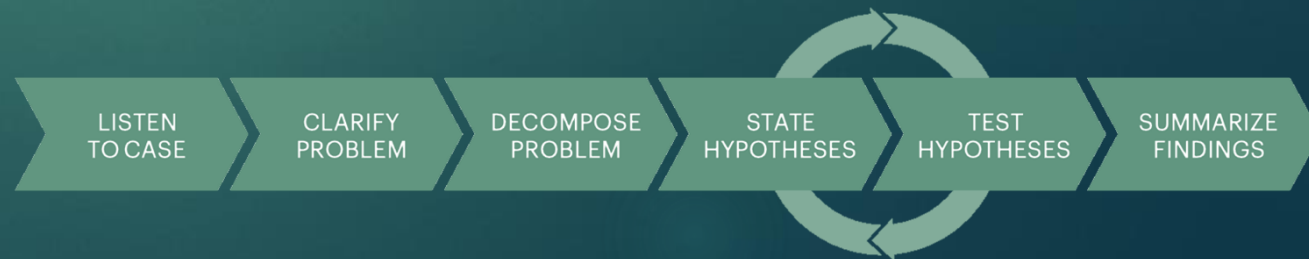 LISTEN
TO CASE
CLARIFY
PROBLEM
DECOMPOSE
PROBLEM
STATE
HYPOTHESES
TEST
HYPOTHESES
SUMMARIZE
FINDINGS